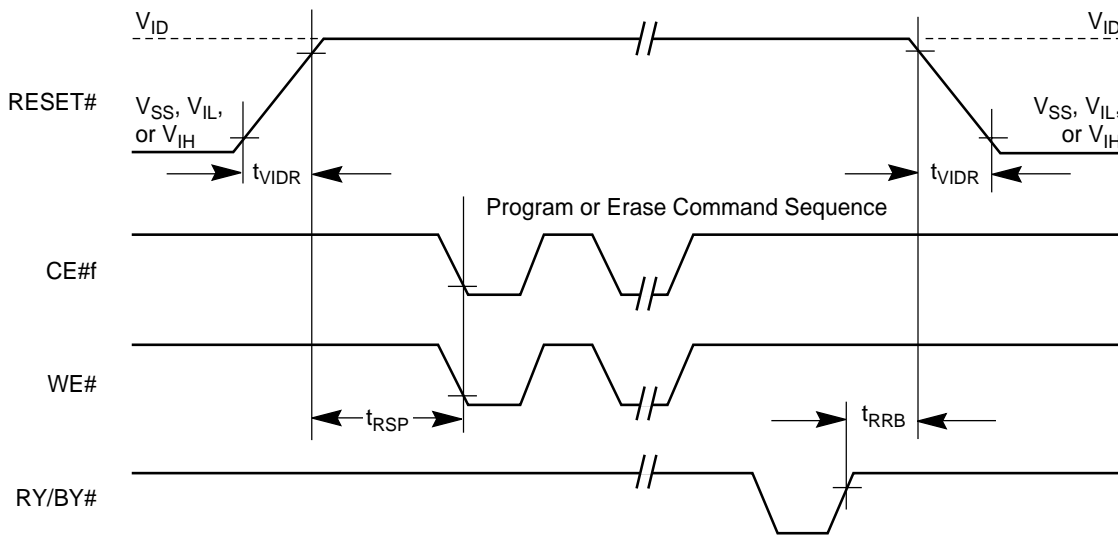 V_ID
V_ID
RESET#
V_SS, V_IL,
or V_IH
V_SS, V_IL,
or V_IH
t_VIDR
t_VIDR
Program or Erase Command Sequence
CE#f
WE#
t_RSP
t_RRB
RY/BY#